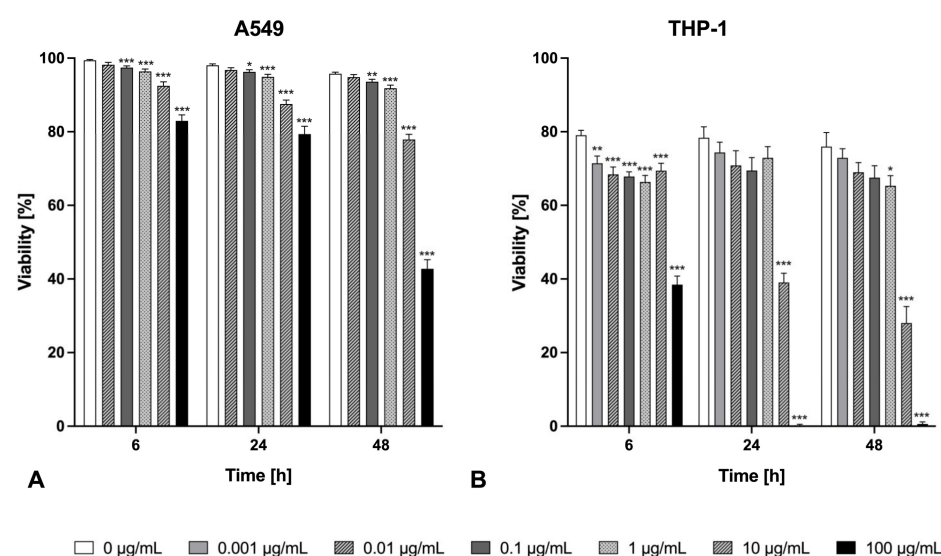 A549
THP-1
100
80
60
40
20
0
Viability [%]
*** *** *** ***
* *** *** ***
** *** *** ***
6
24
48
Time [h]
A
100
80
60
40
20
0
Viability [%]
** *** *** *** *** ***
*** ***
* *** ***
6
24
48
Time [h]
B
0 µg/mL 0.001 µg/mL 0.01 µg/mL 0.1 µg/mL 1 µg/mL 10 µg/mL 100 µg/mL